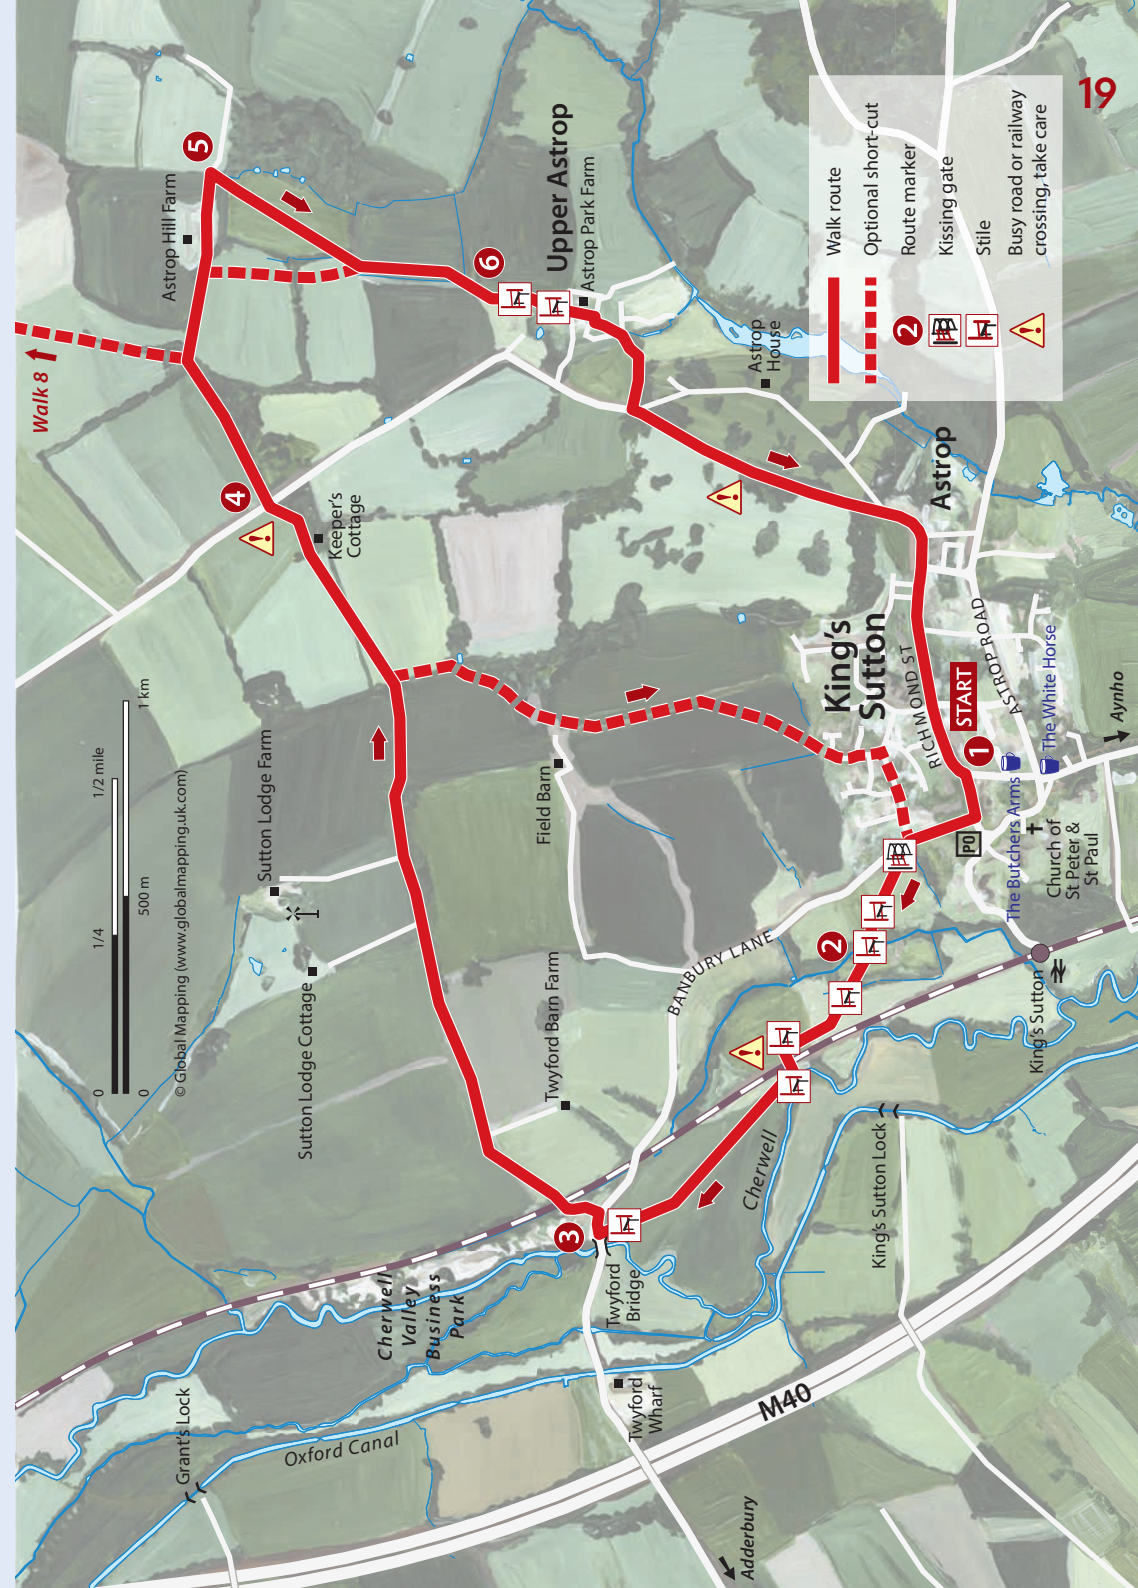 19
Walk 8
Astrop Hill Farm
5
4
6
Upper Astrop
Astrop Park Farm
Keeper's
Cottage
Astrop
House
Astrop
Walk route
Optional short-cut
2
Route marker
Kissing gate
Stile
Busy road or railway
crossing, take care
0
1/4
1/2 mile
0
500 m
1 km
© Global Mapping (www.globalmapping.uk.com)
Sutton Lodge Farm
Sutton Lodge Cottage
Field Barn
Twyford Barn Farm
King's
Sutton
RICHMOND ST
ASTROP ROAD
START
1
The White Horse
The Butchers Arms
Aynho
PO
Church of
St Peter &
St Paul
BANBURY LANE
2
King's Sutton
King's Sutton Lock
Cherwell
3
Twyford
Bridge
Cherwell
Valley
Business
Park
Twyford
Wharf
M40
Grant's Lock
Oxford Canal
Adderbury